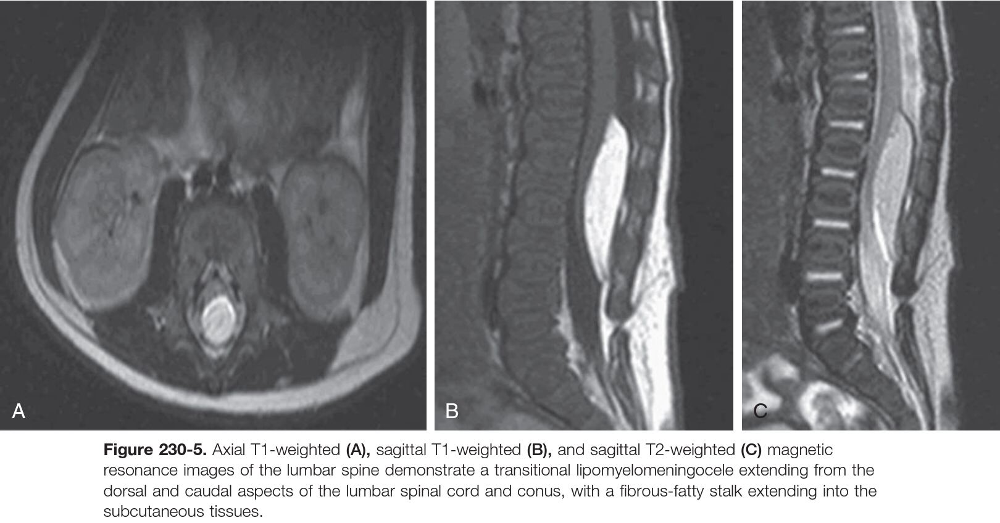 A
B
C
Figure 230-5. Axial T1-weighted (A), sagittal T1-weighted (B), and sagittal T2-weighted (C) magnetic
resonance images of the lumbar spine demonstrate a transitional lipomyelomeningocele extending from the
dorsal and caudal aspects of the lumbar spinal cord and conus, with a fibrous-fatty stalk extending into the
subcutaneous tissues.